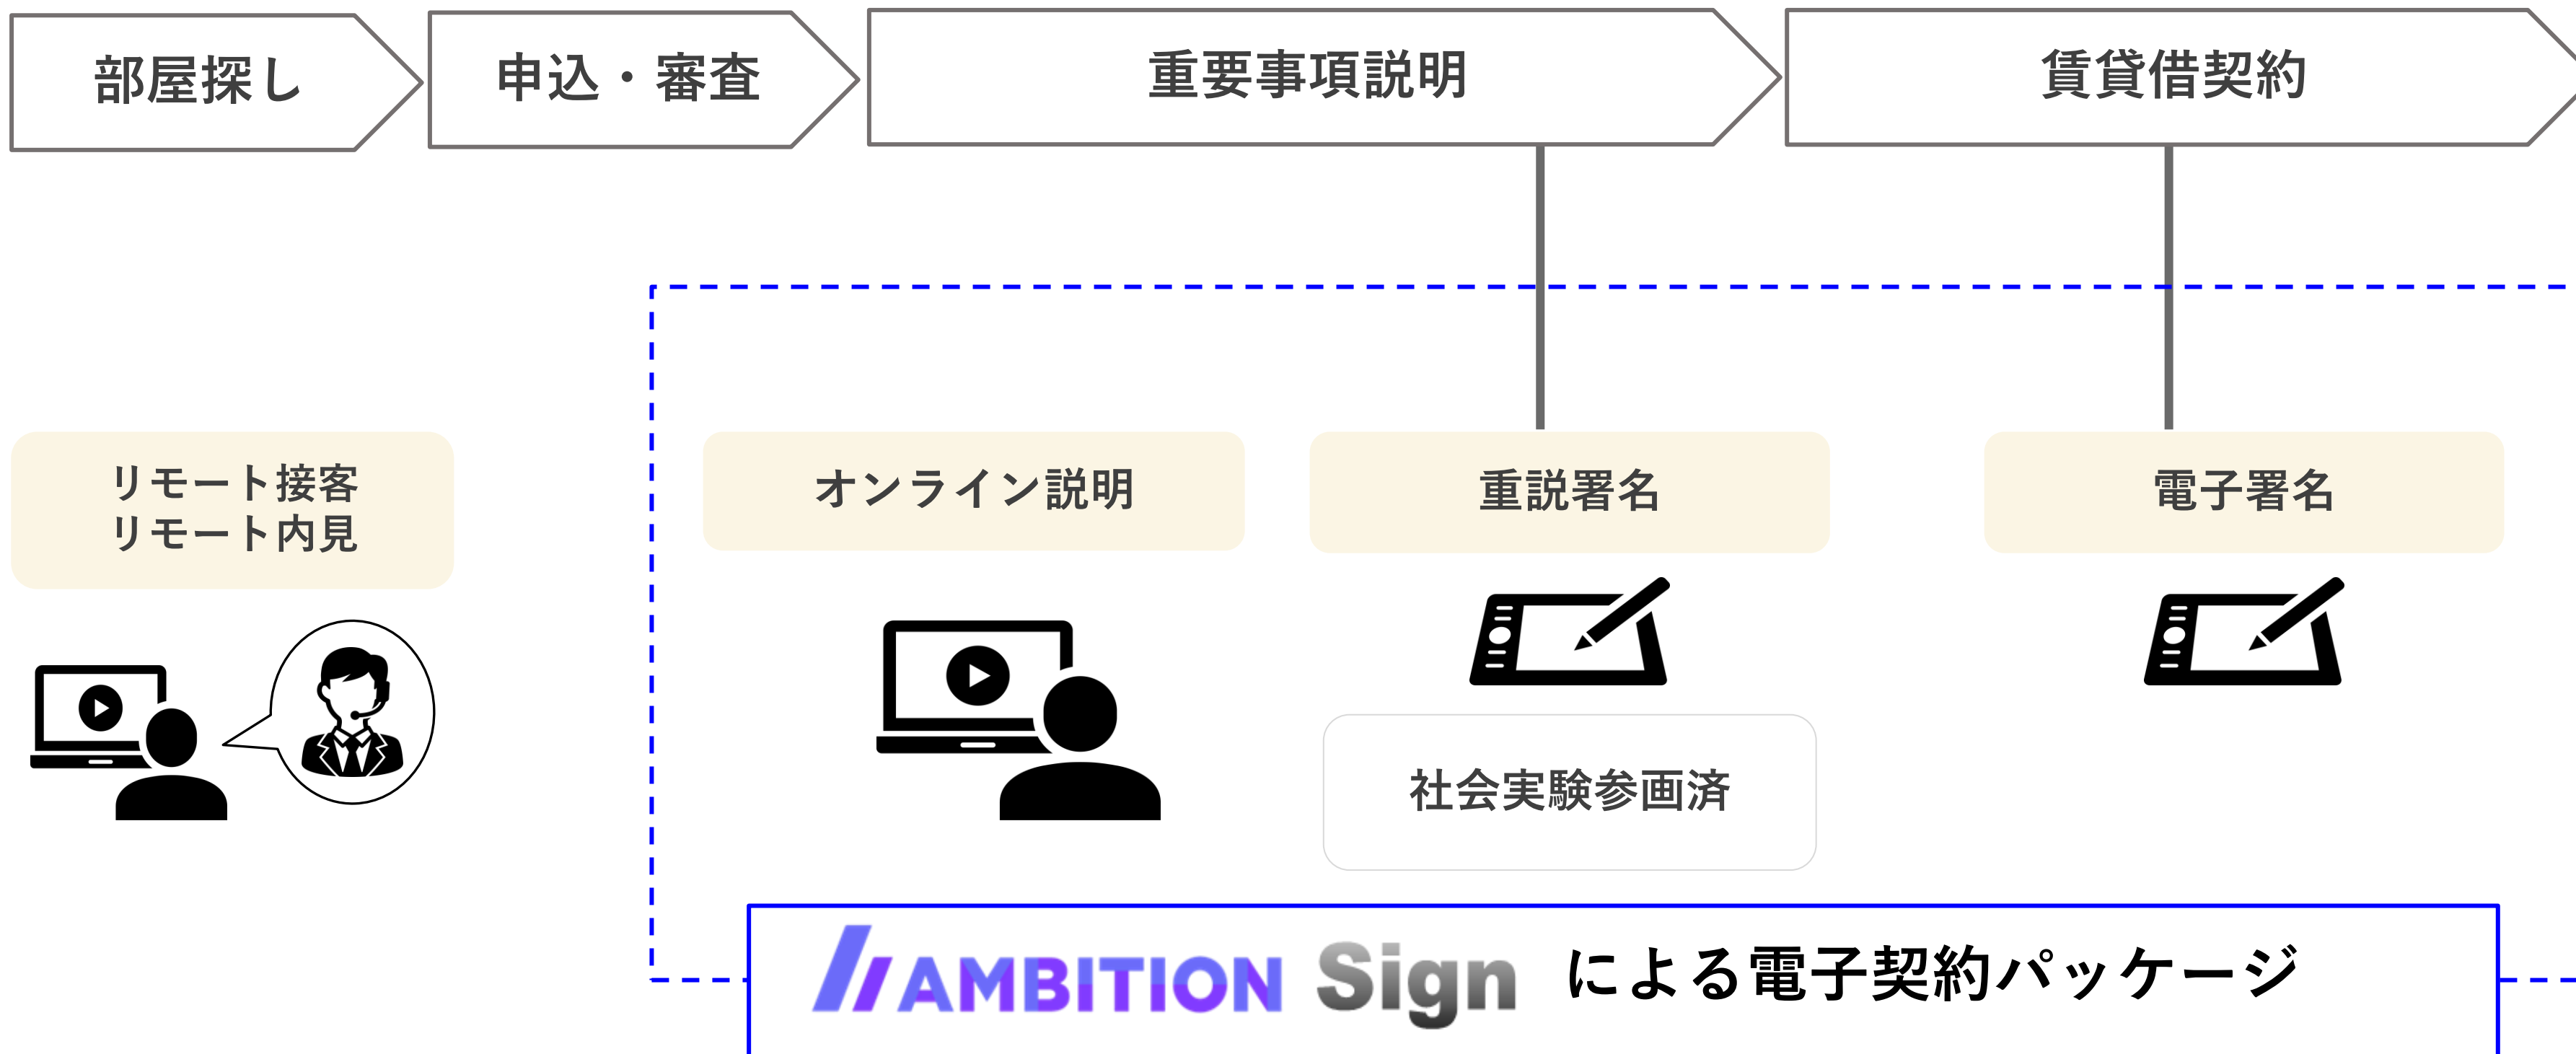 部屋探し
申込・審査
重要事項説明
賃貸借契約
リモート接客
リモート内見
オンライン説明
重説署名
電子署名
社会実験参画済
AMBITION Sign による電子契約パッケージ